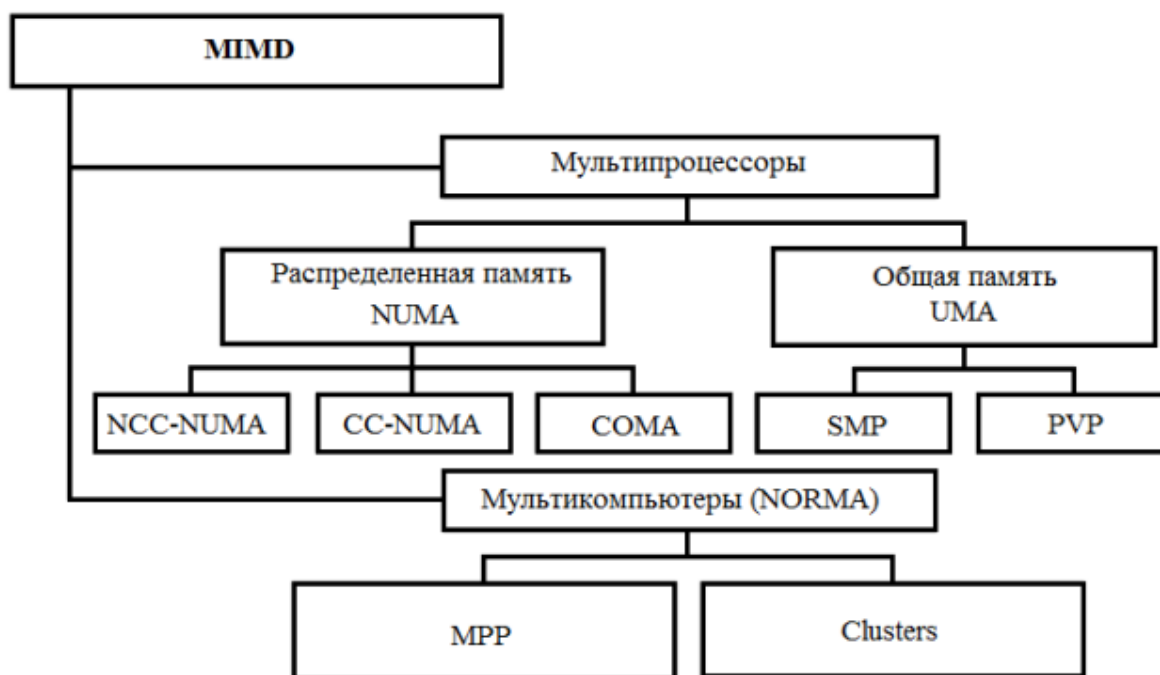 MIMD
Мультипроцессоры
Распределенная память
NUMA
Общая память
UMA
NCC-NUMA
CC-NUMA
COMA
SMP
PVP
Мультикомпьютеры (NORMA)
MPP
Clusters